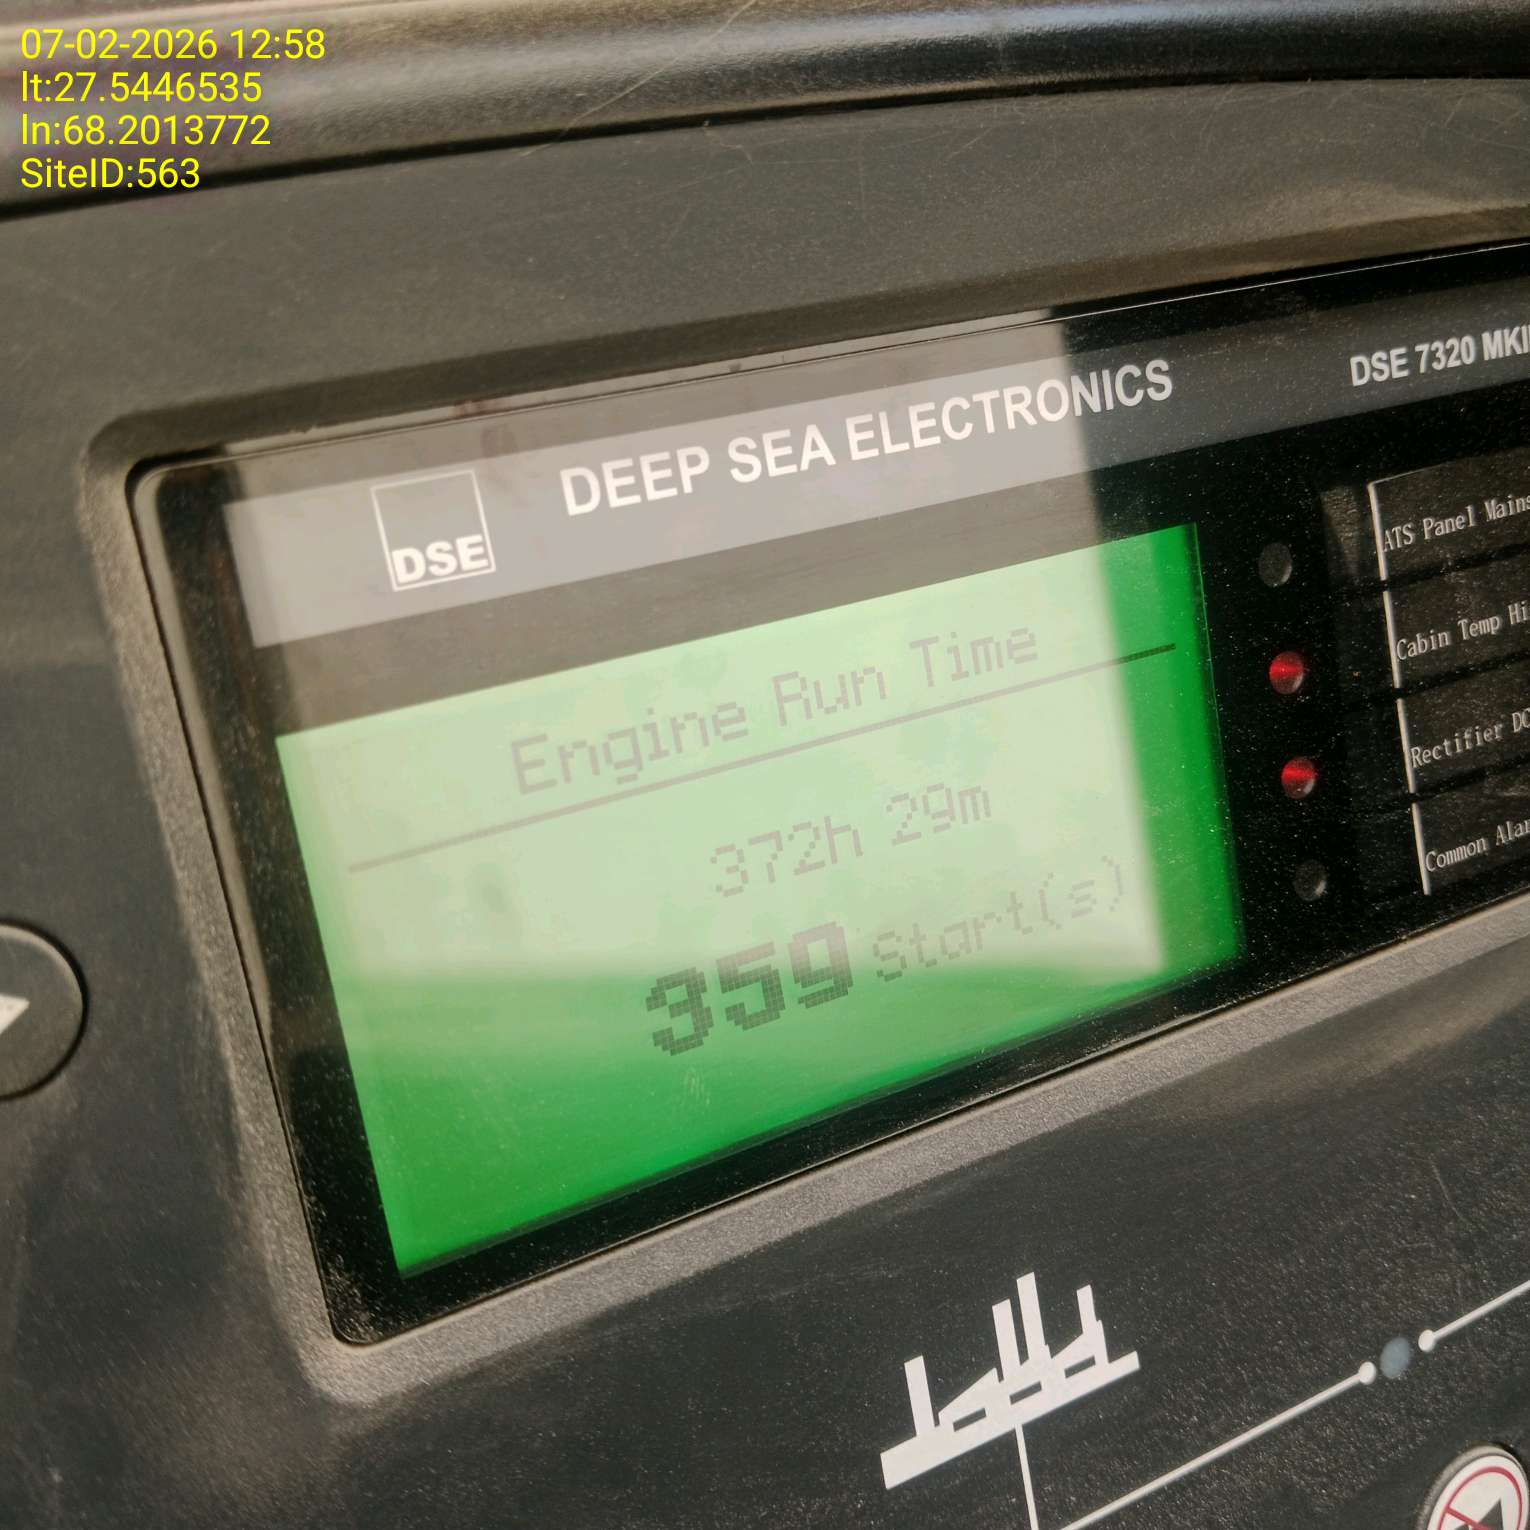 07-02-2026 12:58
lt:27.5446535
ln:68.2013772
SiteID:563
DEEP SEA ELECTRONICS
DSE 7320 MKII
DSE
Engine Run Time
372h 29m
359 Start(s)
ATS Panel Mains
Cabin Temp Hi
Rectifier DC
Common Alar